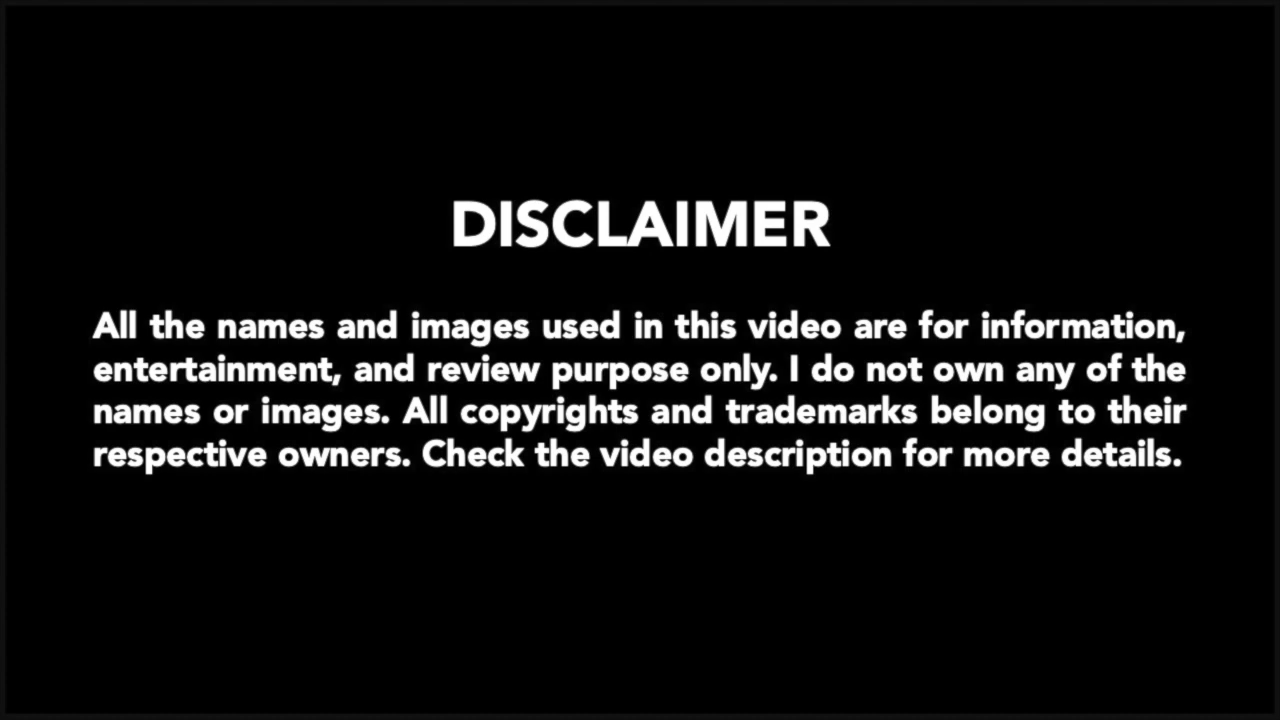 DISCLAIMER
All the names and images used in this video are for information,
entertainment, and review purpose only. I do not own any of the
names or images. All copyrights and trademarks belong to their
respective owners. Check the video description for more details.